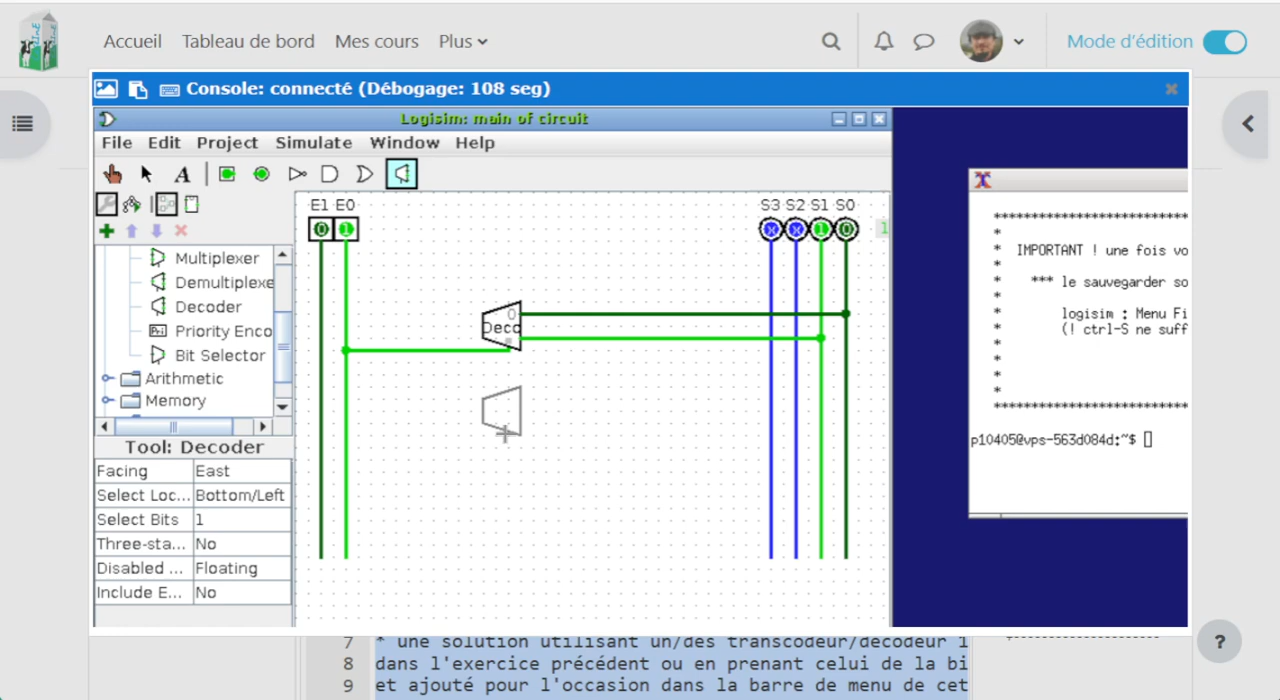 Accueil Tableau de bord Mes cours Plus Mode d'édition
Console: connecté (Débogage: 108 seg)
Logisim: main of circuit
File Edit Project Simulate Window Help
A
E1 E0 S3 S2 S1 S0
0 1 x x 1 0 1
Multiplexer
Demultiplexe
Decoder
Priority Enco
Bit Selector
Arithmetic
Memory
Tool: Decoder
Facing East
Select Loc... Bottom/Left
Select Bits 1
Three-sta... No
Disabled ... Floating
Include E... No
0
Decd
****************************
*
* IMPORTANT ! une fois vo
*
* *** le sauvegarder so
*
* logisim : Menu Fi
* (! ctrl-S ne suff
*
*
*
*
****************************
p10405@vps-563d084d:~$
7 * une solution utilisant un/des transcodeur/decodeur 1
8 dans l'exercice précédent ou en prenant celui de la bi
9 et ajouté pour l'occasion dans la barre de menu de cet
?